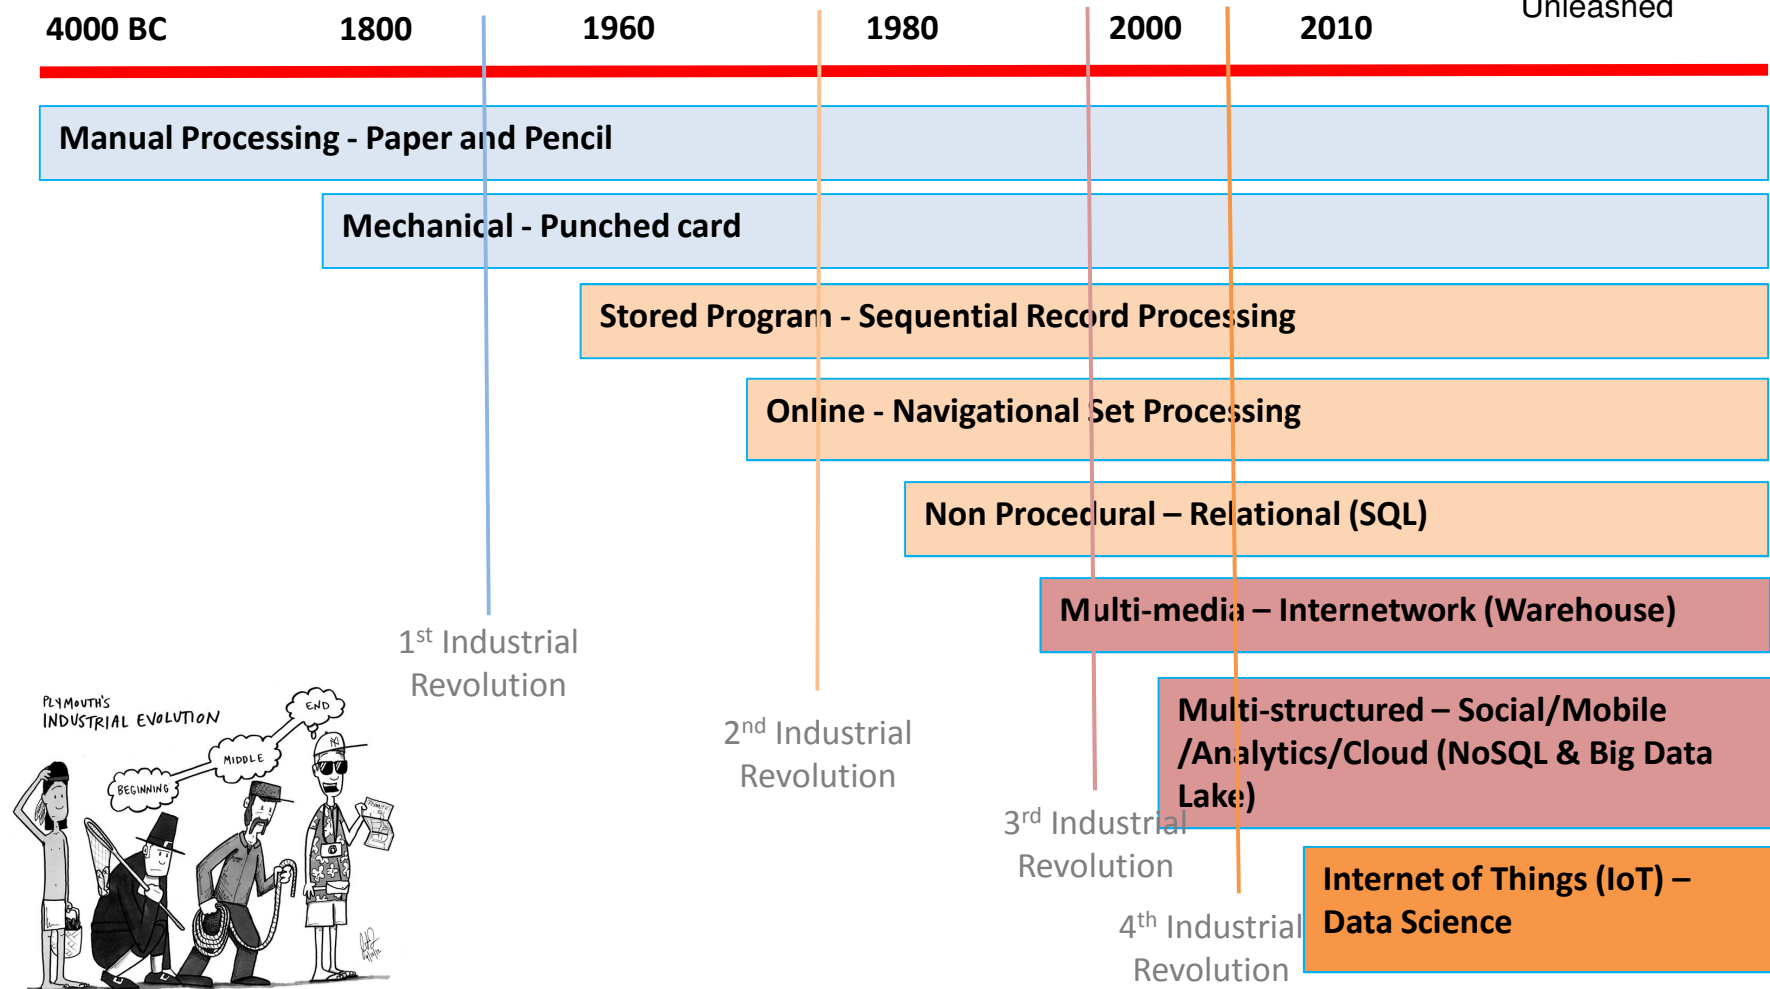 Unleashed
4000 BC 1800 1960 1980 2000 2010
Manual Processing - Paper and Pencil
Mechanical - Punched card
Stored Program - Sequential Record Processing
Online - Navigational Set Processing
Non Procedural – Relational (SQL)
Multi-media – Internetwork (Warehouse)
1st Industrial
Revolution
Multi-structured – Social/Mobile
/Analytics/Cloud (NoSQL & Big Data
Lake)
2nd Industrial
Revolution
3rd Industrial
Revolution
Internet of Things (IoT) –
Data Science
4th Industrial
Revolution
PLYMOUTH'S
INDUSTRIAL EVOLUTION
END
MIDDLE
BEGINNING